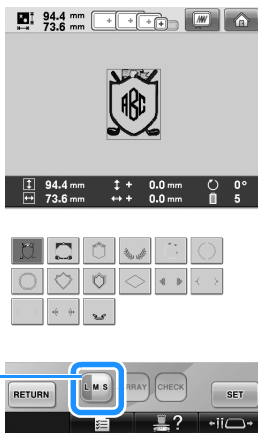 94.4 mm
73.6 mm
ABC
94.4 mm + 0.0 mm 0°
73.6 mm + 0.0 mm 5
RETURN L M S ARRAY CHECK SET
?